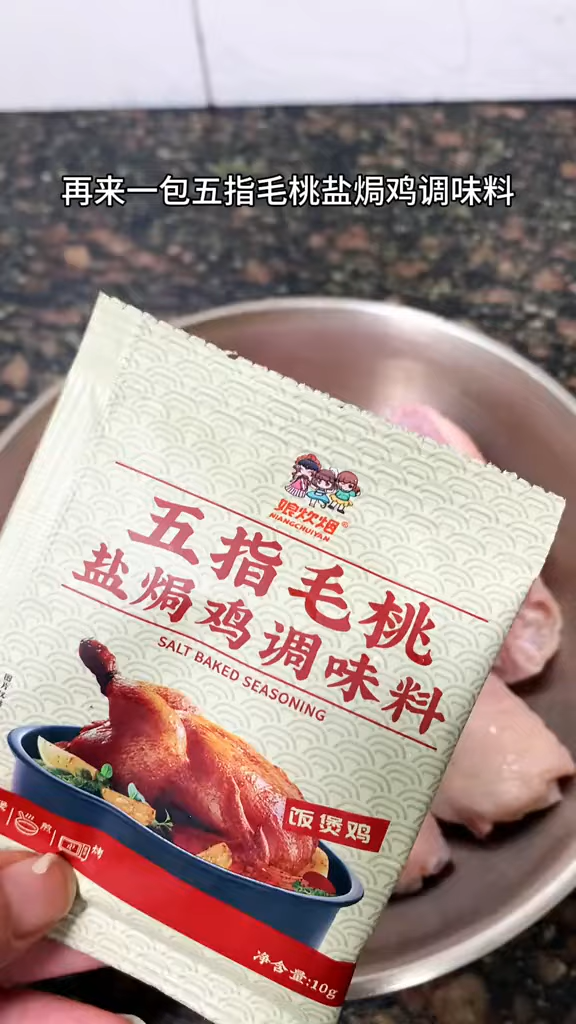 再来一包五指毛桃盐焗鸡调味料
娘炊烟®
NIANGCHUIYAN
五指毛桃
盐焗鸡调味料
SALT BAKED SEASONING
饭煲鸡
煎
烤
净含量:10g